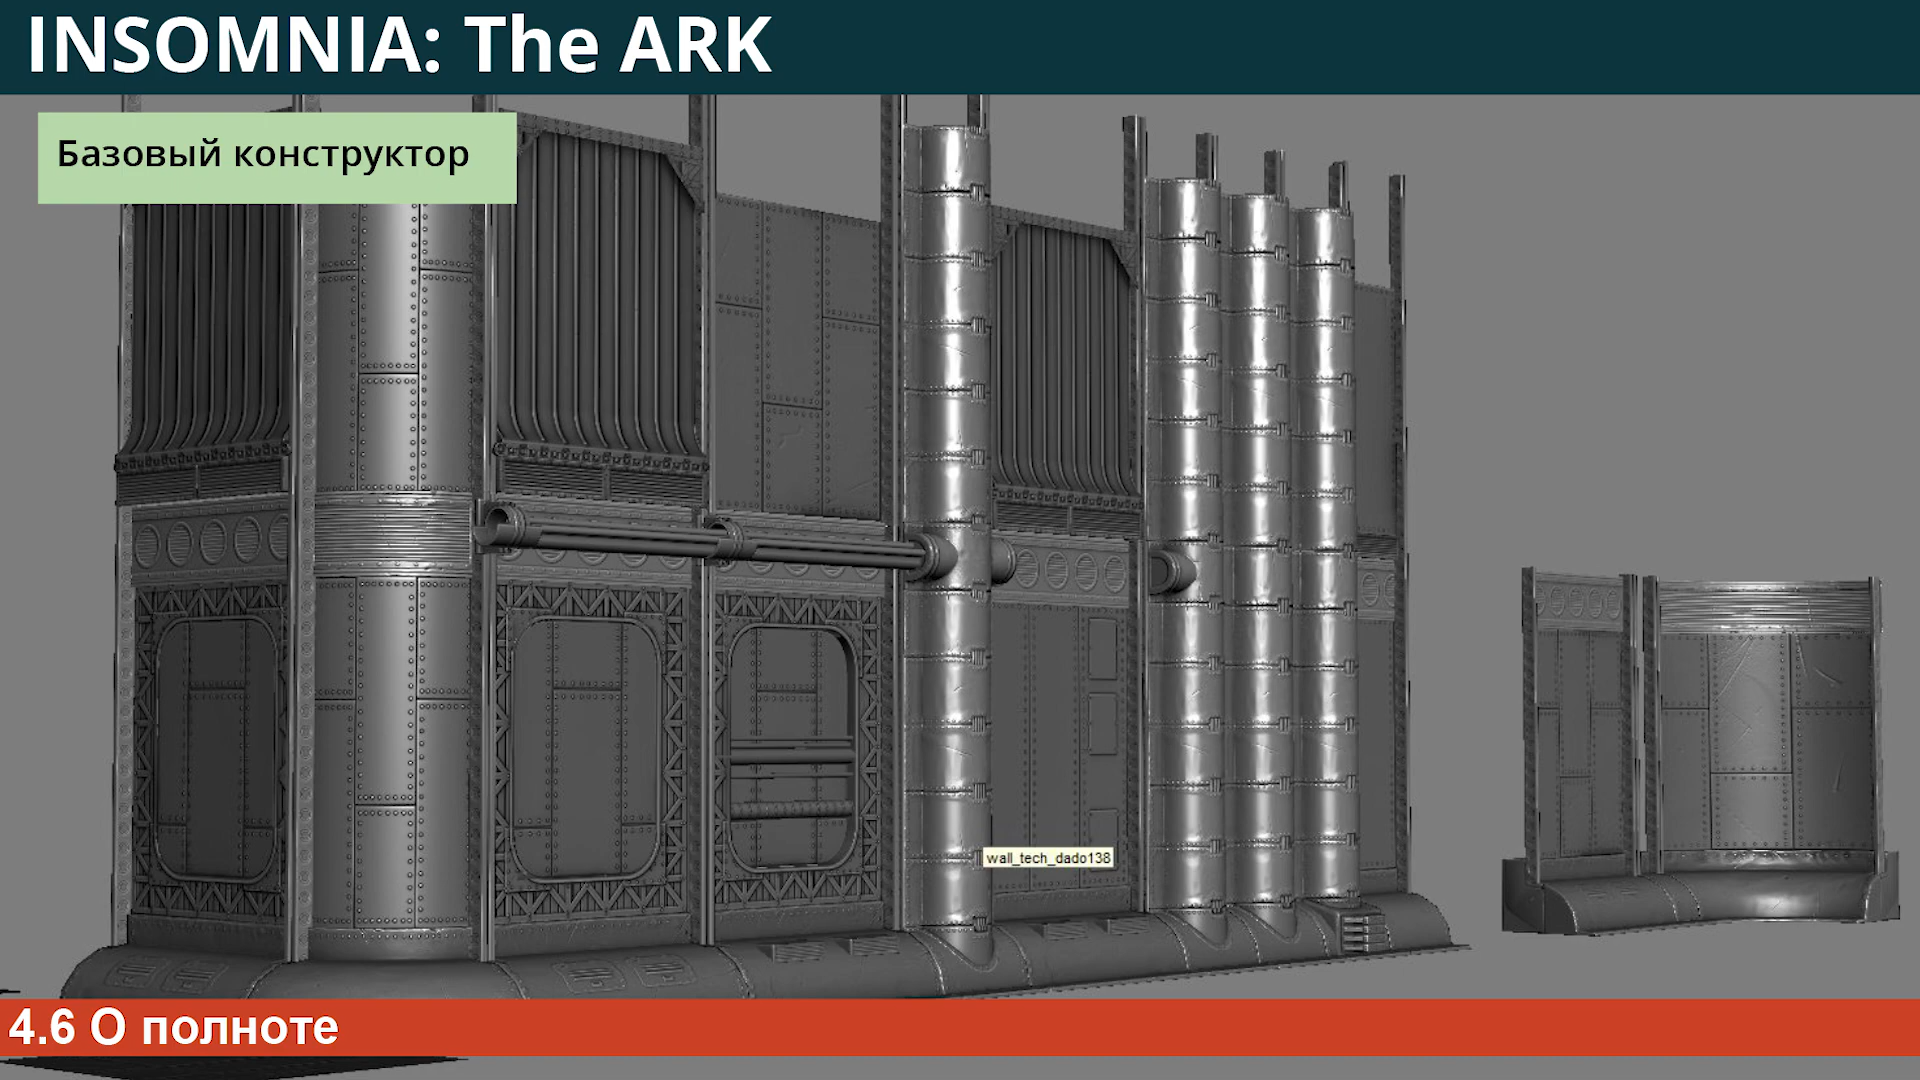 INSOMNIA: The ARK
Базовый конструктор
wall_tech_dado138
4.6 О полноте